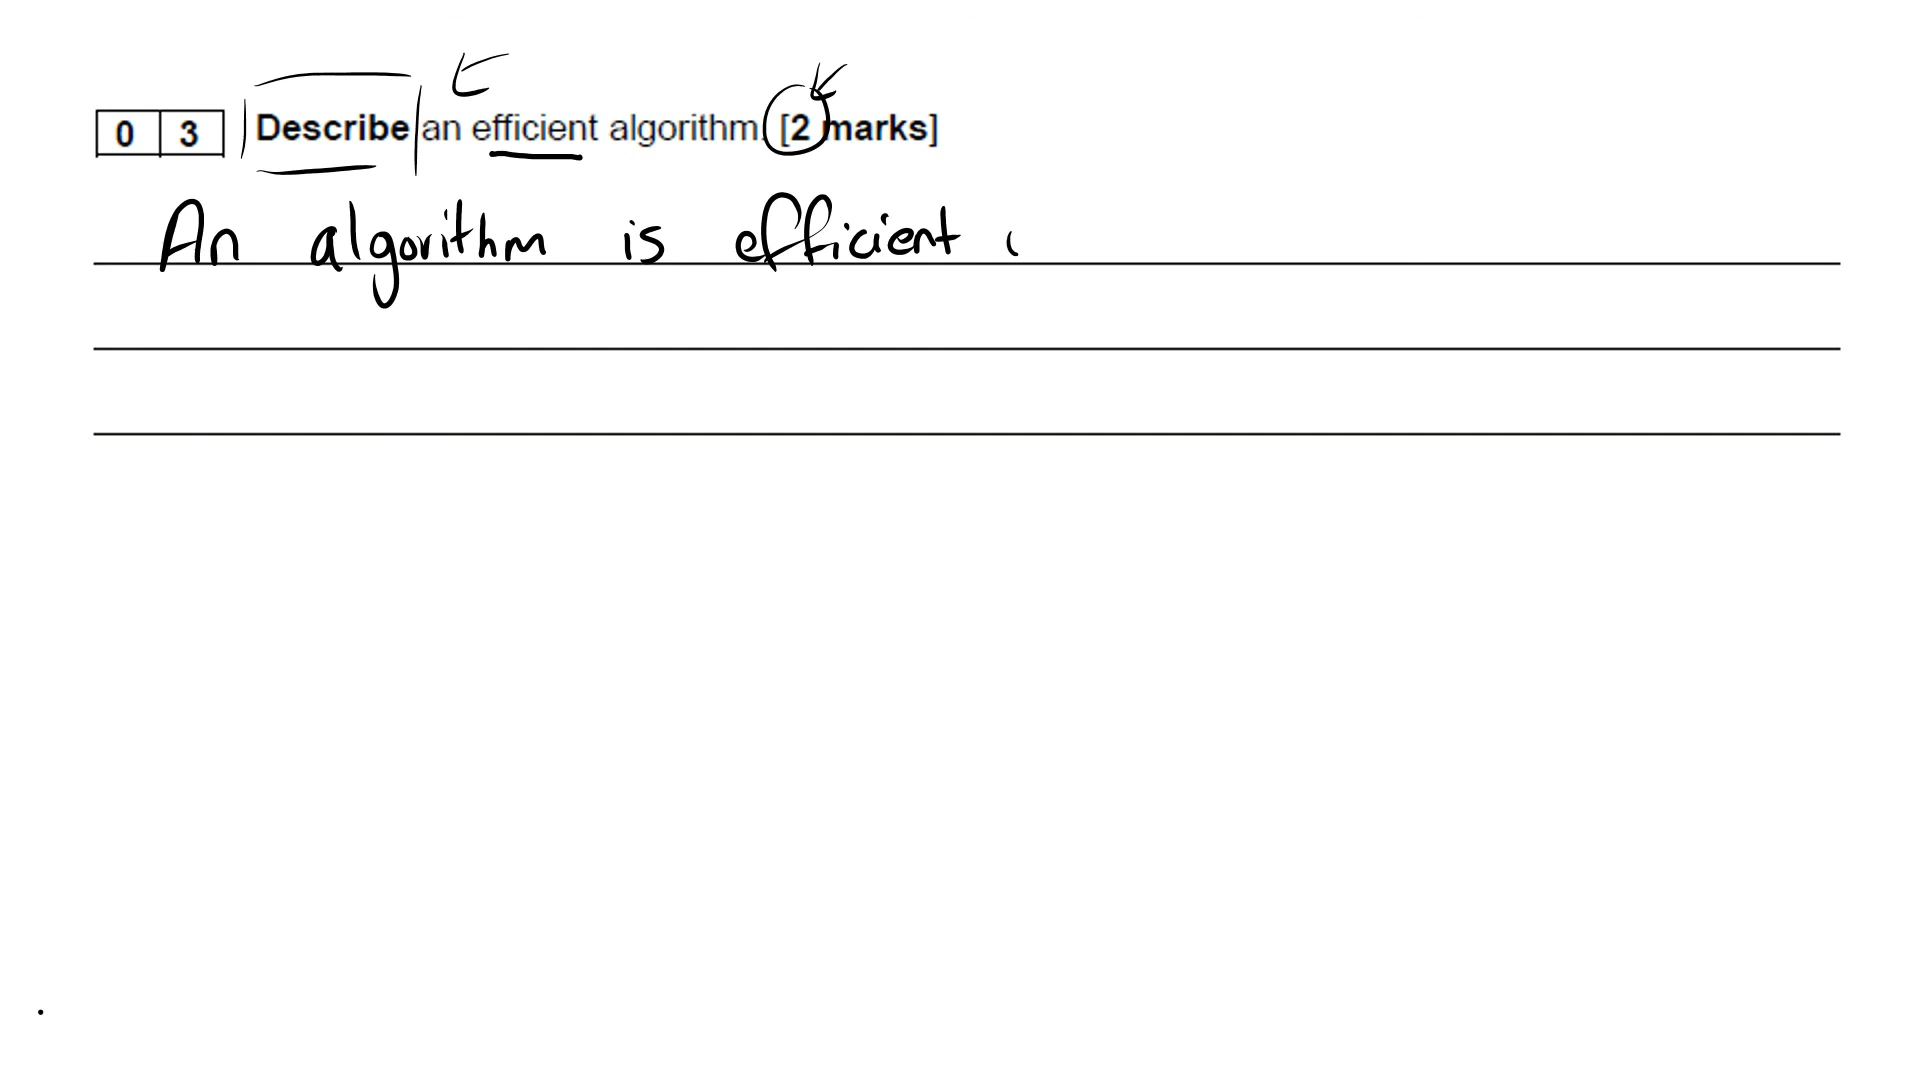 0 3 Describe an efficient algorithm. [2 marks]
An algorithm is efficient